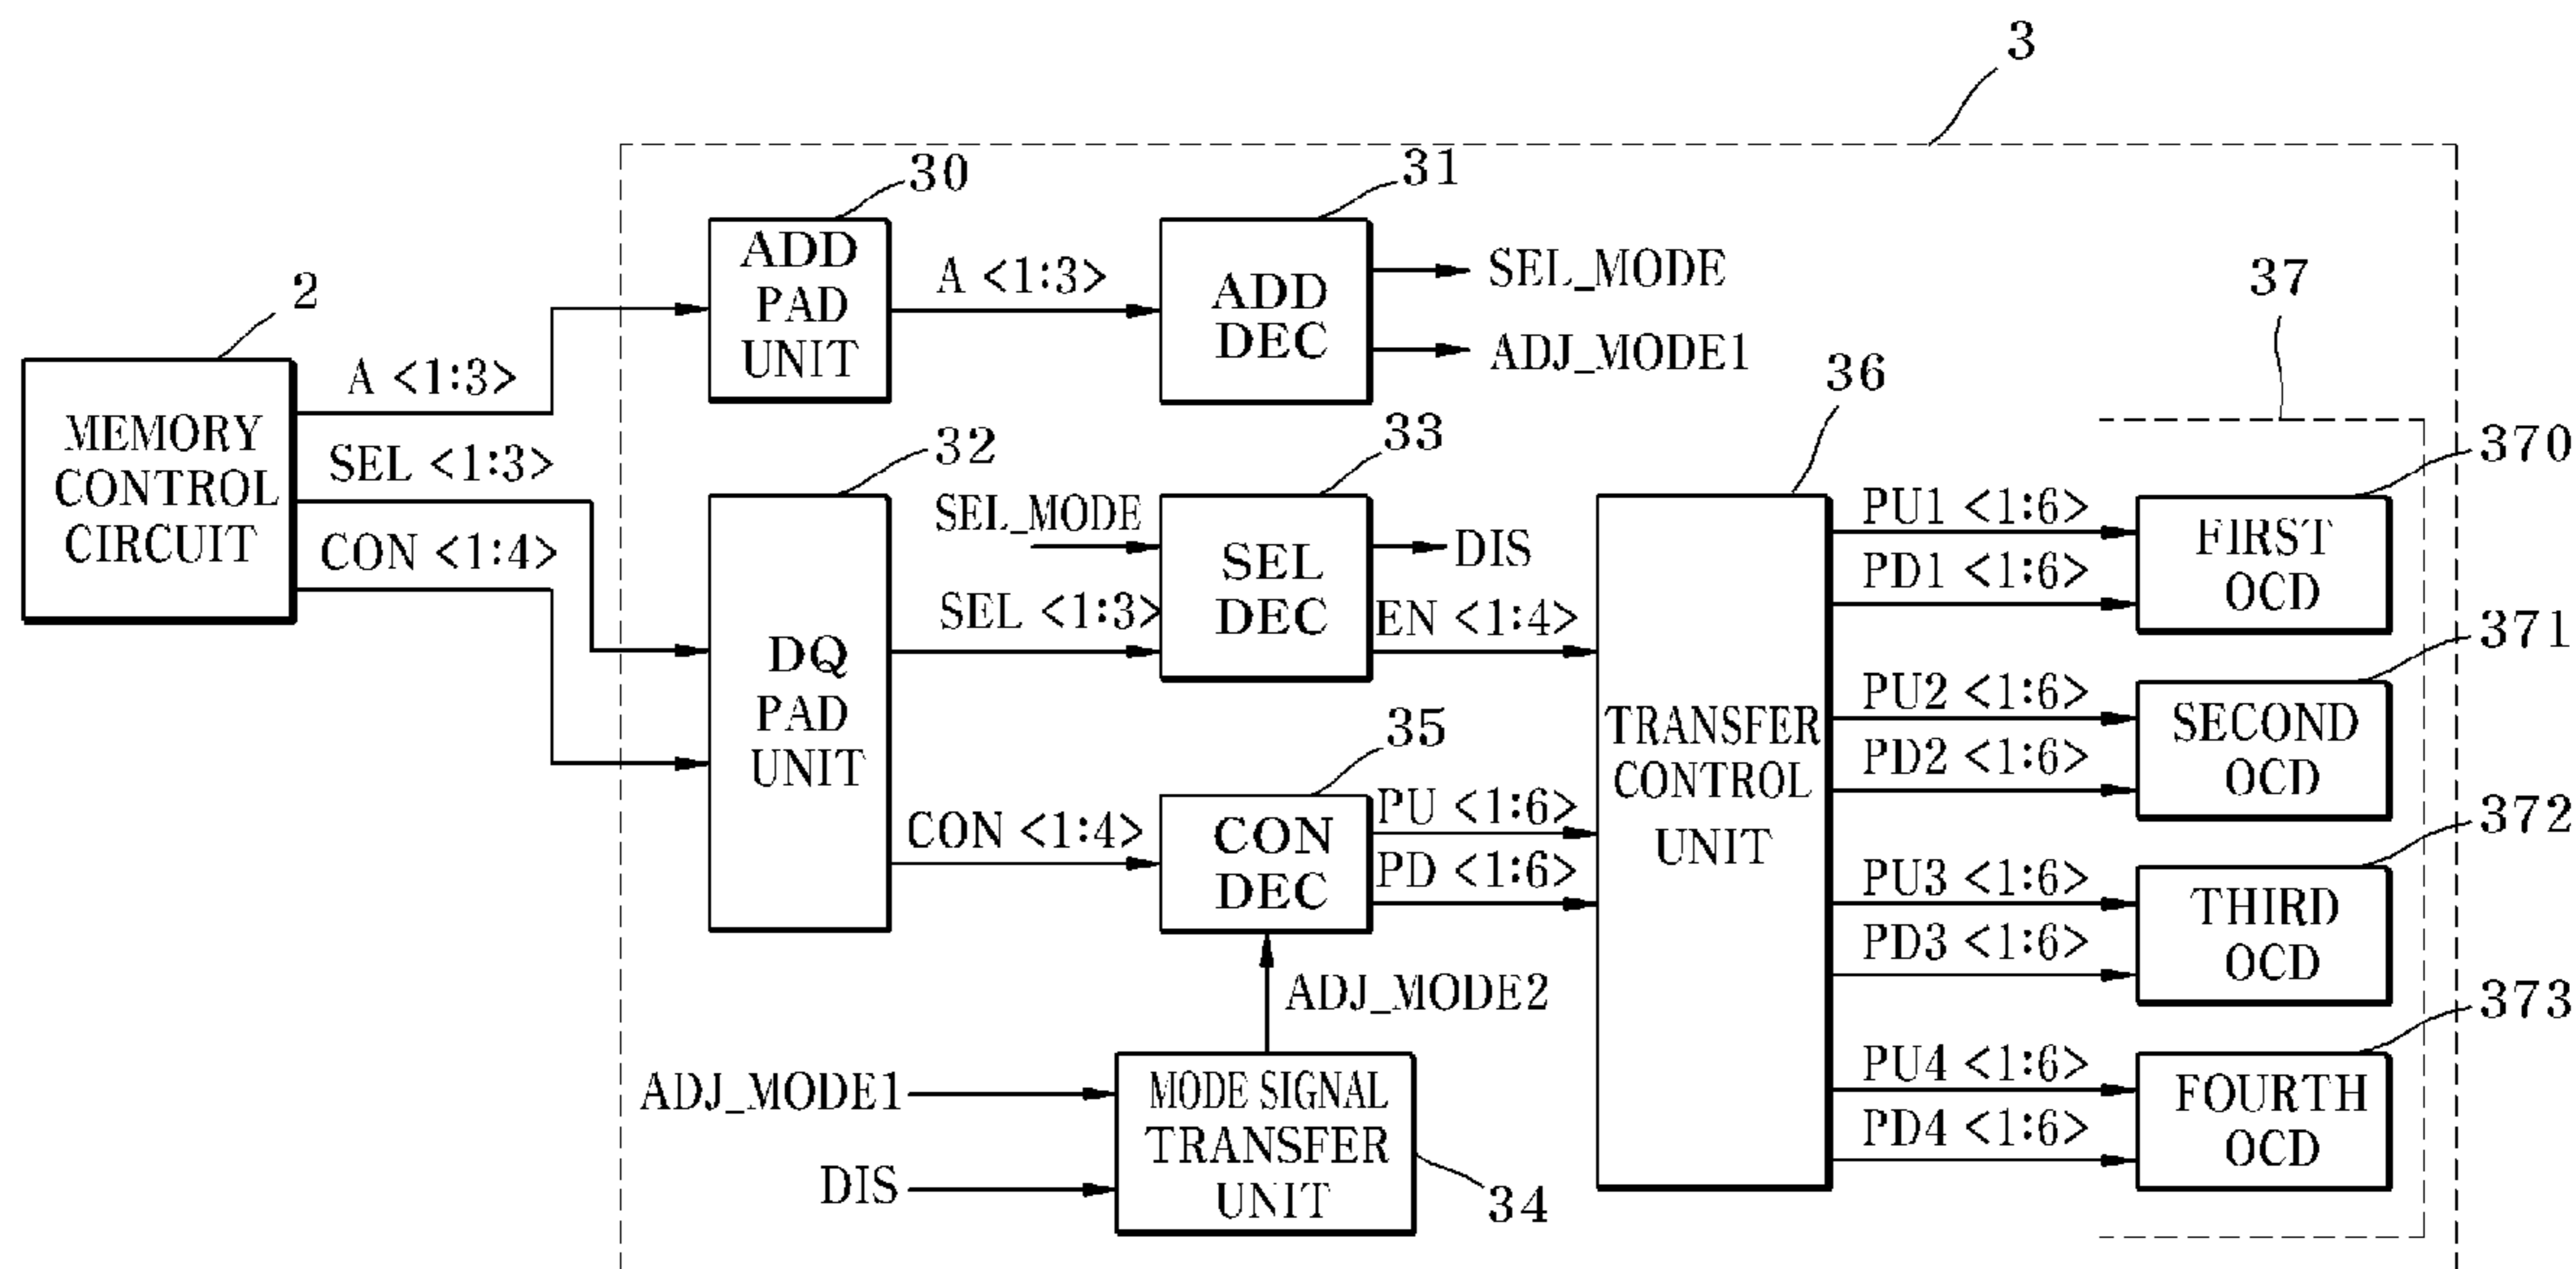 3
30
31
ADD
PAD
UNIT
A <1:3>
ADD
DEC
SEL_MODE
ADJ_MODE1
2
MEMORY
CONTROL
CIRCUIT
A <1:3>
SEL <1:3>
CON <1:4>
32
DQ
PAD
UNIT
33
SEL_MODE
SEL <1:3>
SEL
DEC
DIS
EN <1:4>
35
CON <1:4>
CON
DEC
PU <1:6>
PD <1:6>
ADJ_MODE2
ADJ_MODE1
DIS
MODE SIGNAL
TRANSFER
UNIT
34
36
TRANSFER
CONTROL
UNIT
37
PU1 <1:6>
PD1 <1:6>
FIRST
OCD
370
PU2 <1:6>
PD2 <1:6>
SECOND
OCD
371
PU3 <1:6>
PD3 <1:6>
THIRD
OCD
372
PU4 <1:6>
PD4 <1:6>
FOURTH
OCD
373